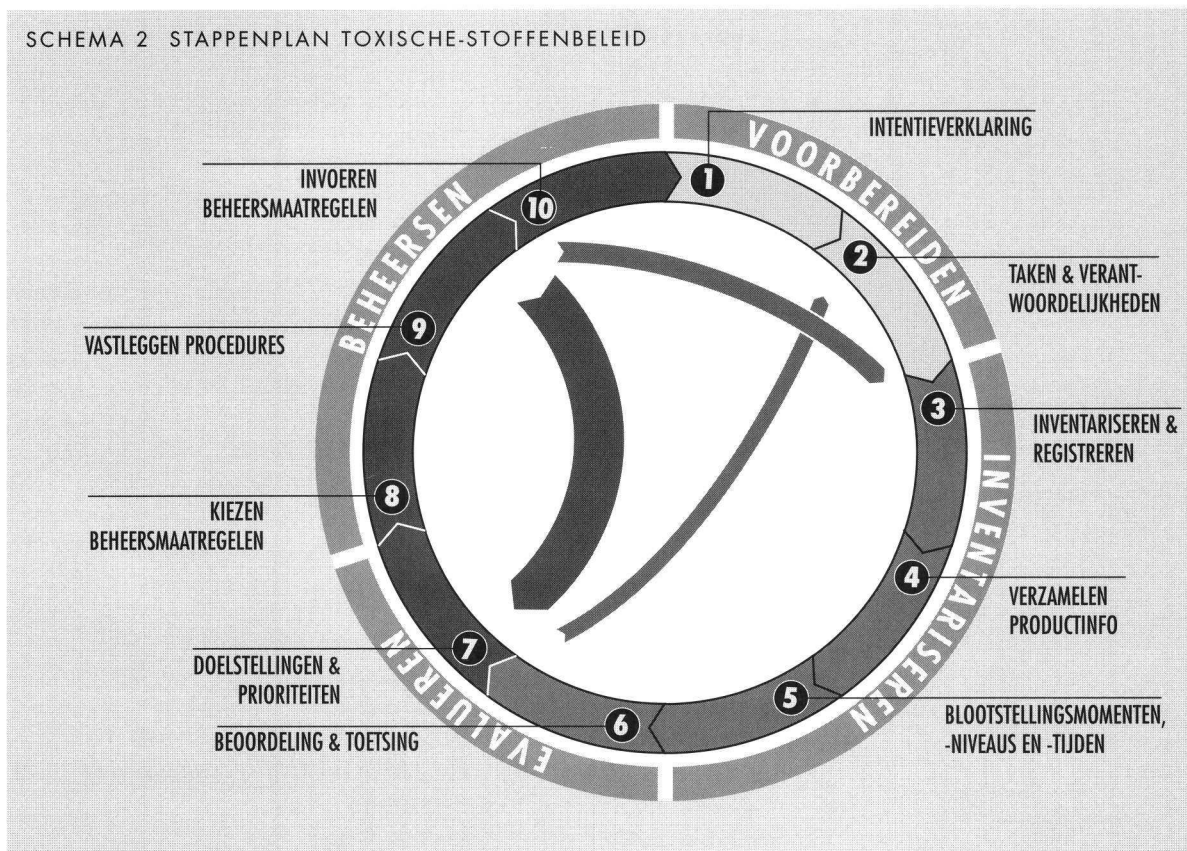 SCHEMA 2 STAPPENPLAN TOXISCHE-STOFFENBELEID
VOORBEREIDEN
1
INTENTIEVERKLARING
2
TAKEN & VERANT-
WOORDELIJKHEDEN
INVENTARISEREN
3
INVENTARISEREN &
REGISTREREN
4
VERZAMELEN
PRODUCTINFO
5
BLOOTSTELLINGSMOMENTEN,
-NIVEAUS EN -TIJDEN
EVALUEREN
6
BEOORDELING & TOETSING
7
DOELSTELLINGEN &
PRIORITEITEN
BEHEERSEN
8
KIEZEN
BEHEERSMAATREGELEN
9
VASTLEGGEN PROCEDURES
10
INVOEREN
BEHEERSMAATREGELEN